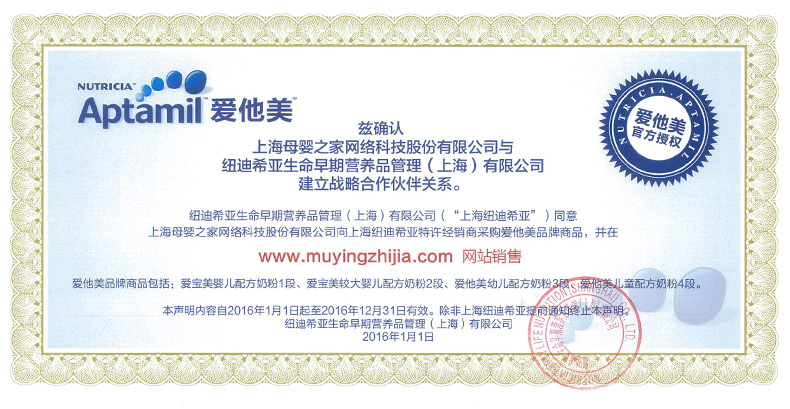 NUTRICIA
Aptamil 爱他美
NUTRICIA.APTAMIL
爱他美
官方授权
兹确认
上海母婴之家网络科技股份有限公司与
纽迪希亚生命早期营养品管理（上海）有限公司
建立战略合作伙伴关系。
纽迪希亚生命早期营养品管理（上海）有限公司（“上海纽迪希亚”）同意
上海母婴之家网络科技股份有限公司向上海纽迪希亚特许经销商采购爱他美品牌商品，并在
www.muyingzhijia.com 网站销售
爱他美品牌商品包括：爱宝美婴儿配方奶粉1段、爱宝美较大婴儿配方奶粉2段、爱他美幼儿配方奶粉3段、爱他美儿童配方奶粉4段。
本声明内容自2016年1月1日起至2016年12月31日有效。除非上海纽迪希亚提前通知终止本声明。
纽迪希亚生命早期营养品管理（上海）有限公司
2016年1月1日
LIFE NUTRITION (SHANGHAI) CO., LTD.